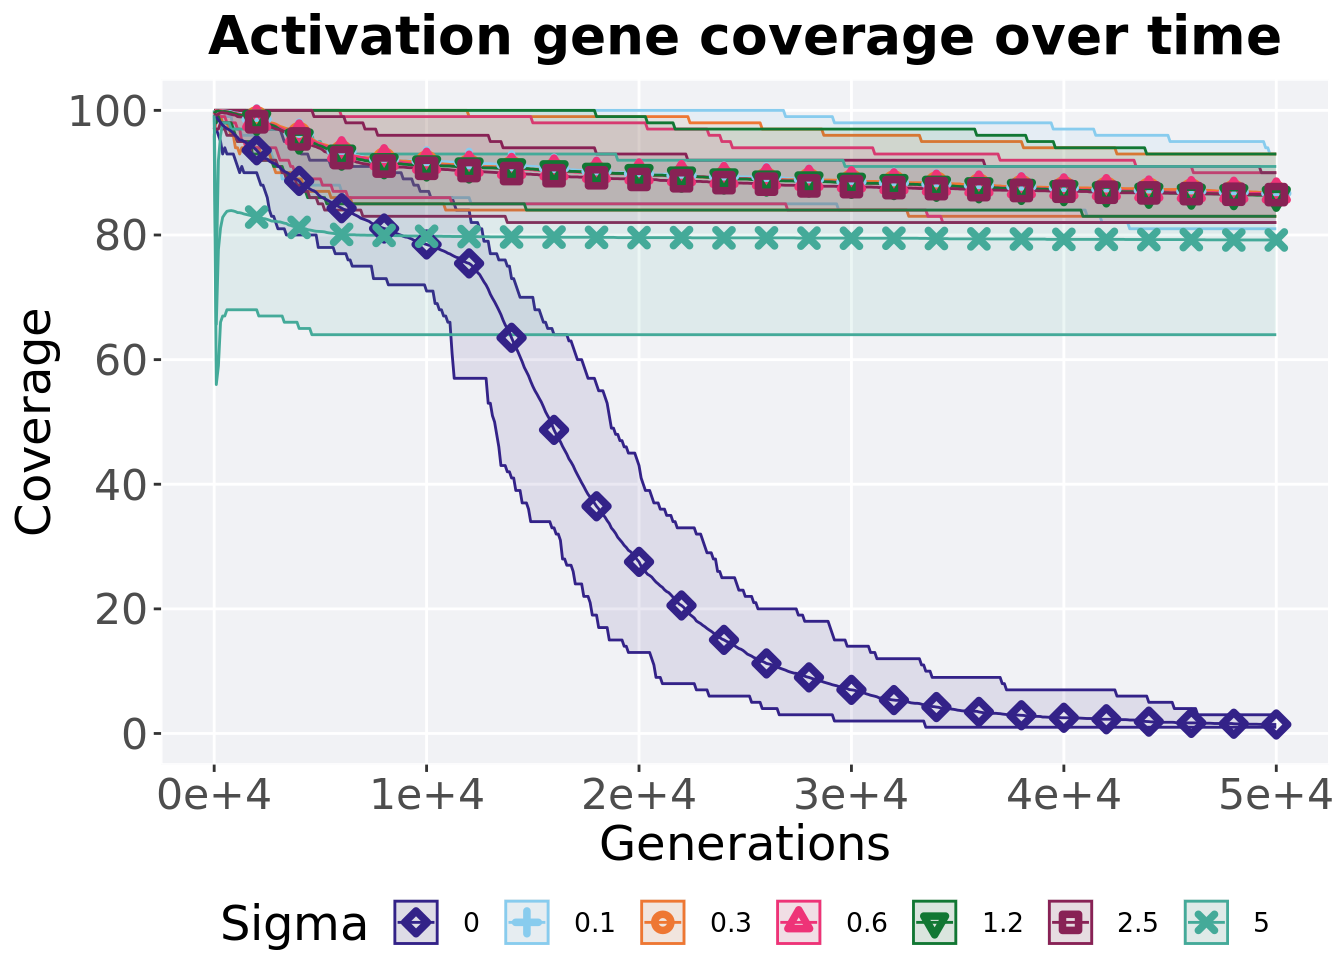 Activation gene coverage over time
Coverage
100
80
60
40
20
0
0e+4 1e+4 2e+4 3e+4 4e+4 5e+4
Generations
Sigma 0 0.1 0.3 0.6 1.2 2.5 5